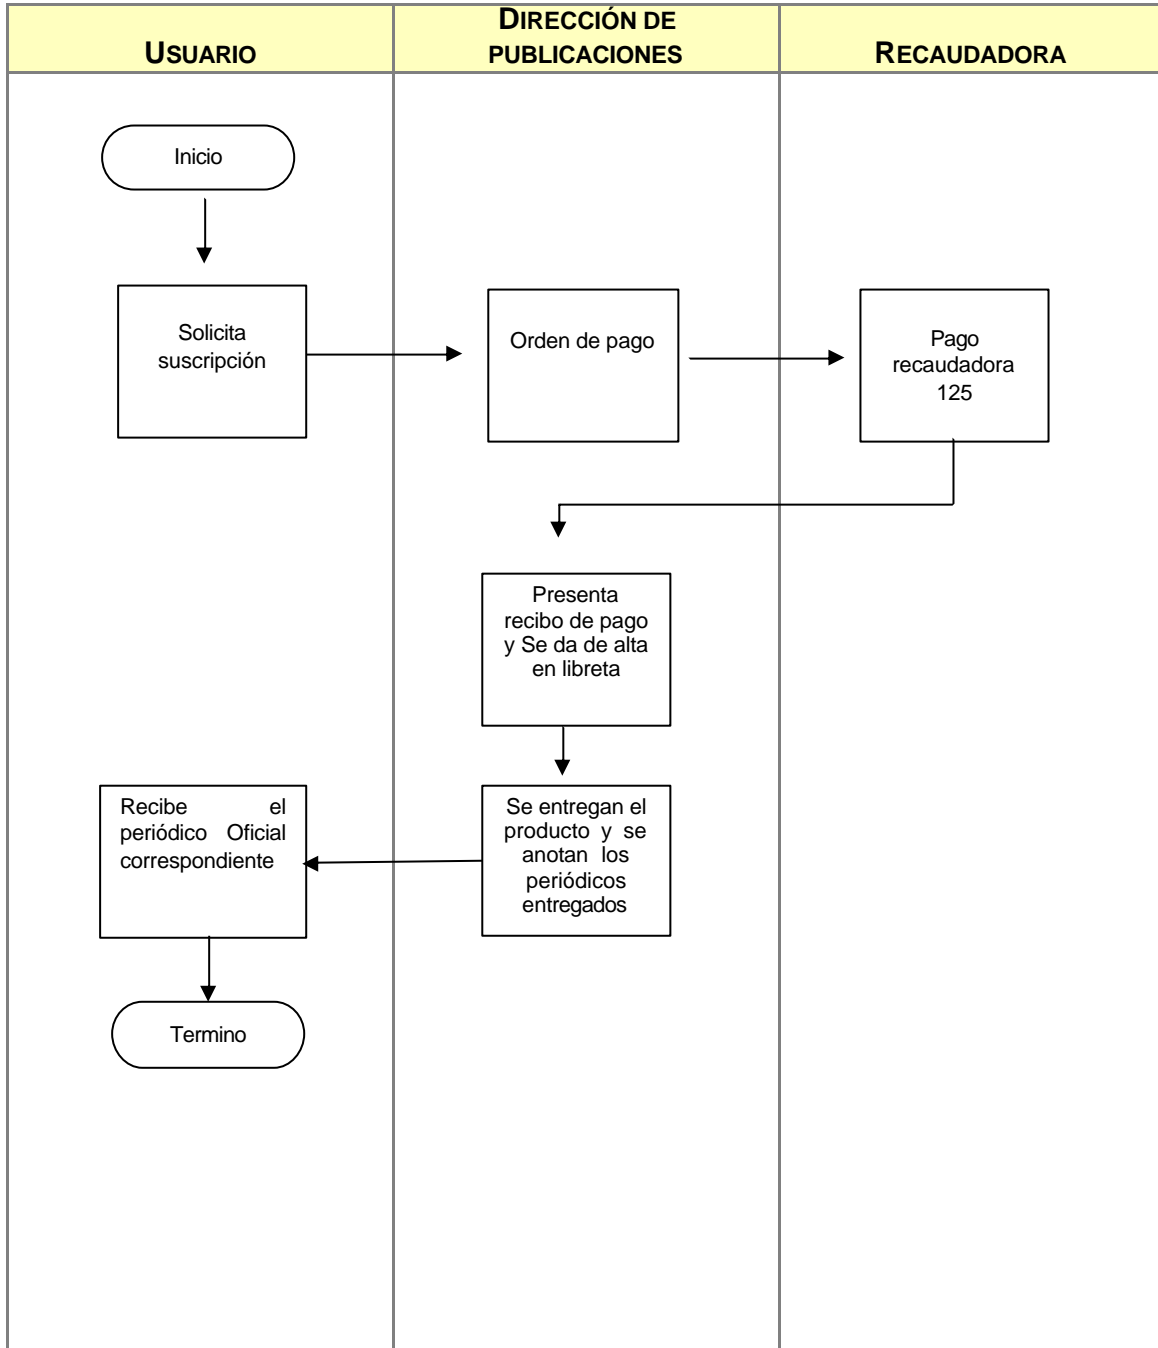 USUARIO
DIRECCIÓN DE
PUBLICACIONES
RECAUDADORA
Inicio
Solicita
suscripción
Orden de pago
Pago
recaudadora
125
Presenta
recibo de pago
y Se da de alta
en libreta
Se entregan el
producto y se
anotan los
periódicos
entregados
Recibe el
periódico Oficial
correspondiente
Termino